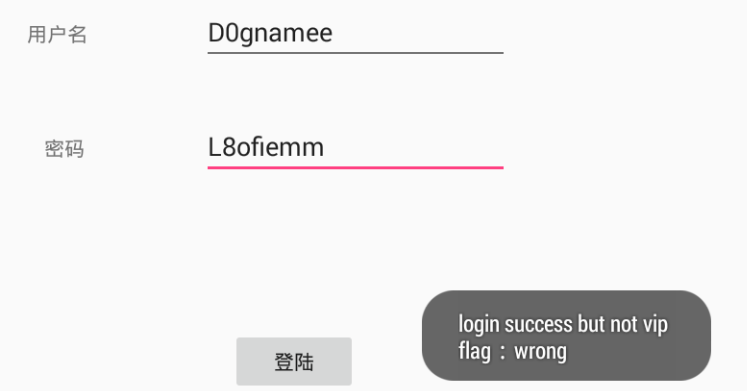 用户名 D0gnamee
密码 L8ofiemm
登陆
login success but not vip
flag：wrong